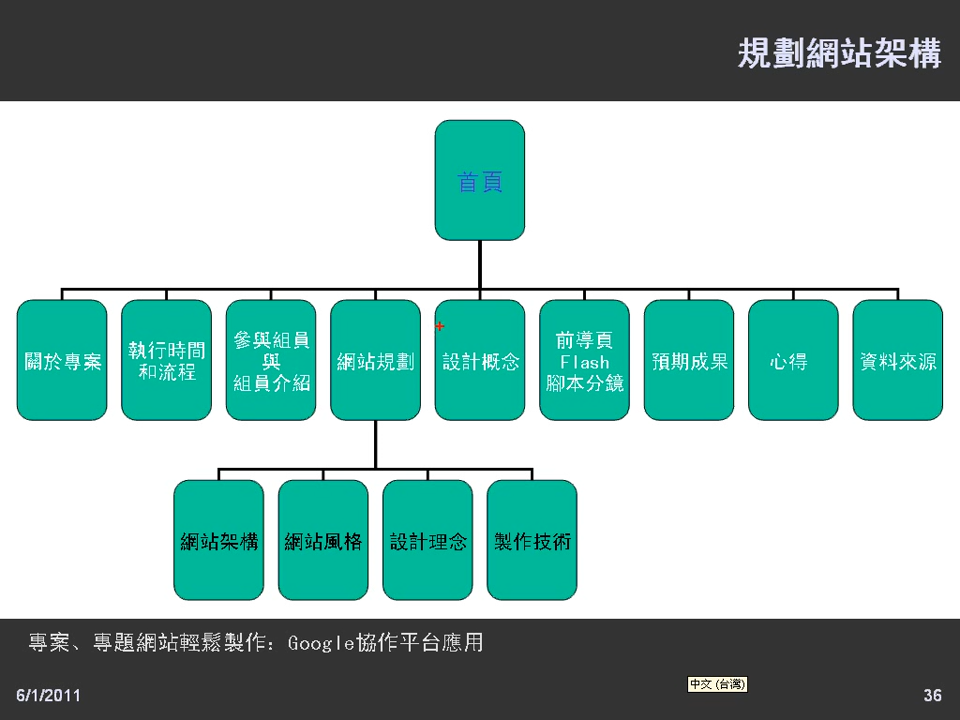 規劃網站架構
首頁
關於專案
執行時間
和流程
參與組員
與
組員介紹
網站規劃
設計概念
前導頁
Flash
腳本分鏡
預期成果
心得
資料來源
網站架構
網站風格
設計理念
製作技術
專案、專題網站輕鬆製作：Google協作平台應用
6/1/2011
中文 (台湾)
36